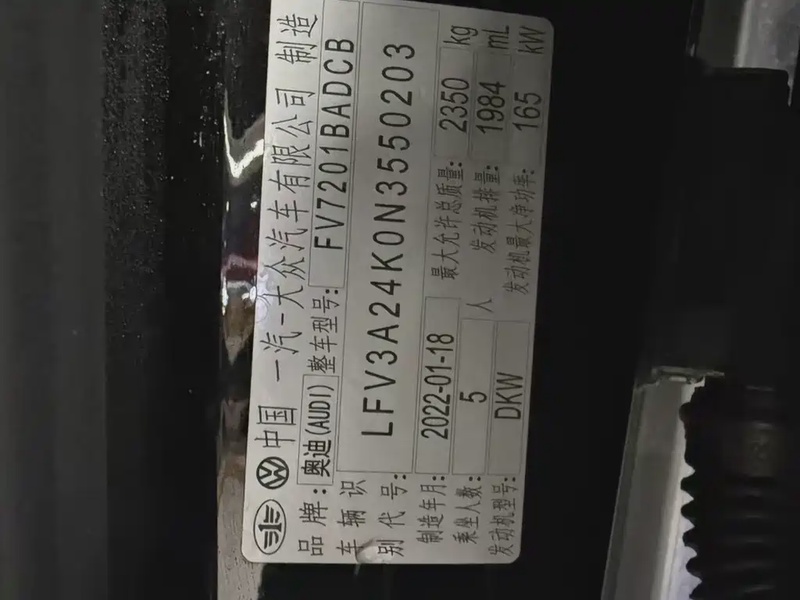 中国 一汽-大众汽车有限公司 制造
品牌: 奥迪(AUDI) 整车型号: FV7201BADCB
车辆识别代号: LFV3A24K0N3550203
制造年月: 2022-01-18 最大允许总质量: 2350 kg
乘坐人数: 5 人 发动机排量: 1984 mL
发动机型号: DKW 发动机最大净功率: 165 kW